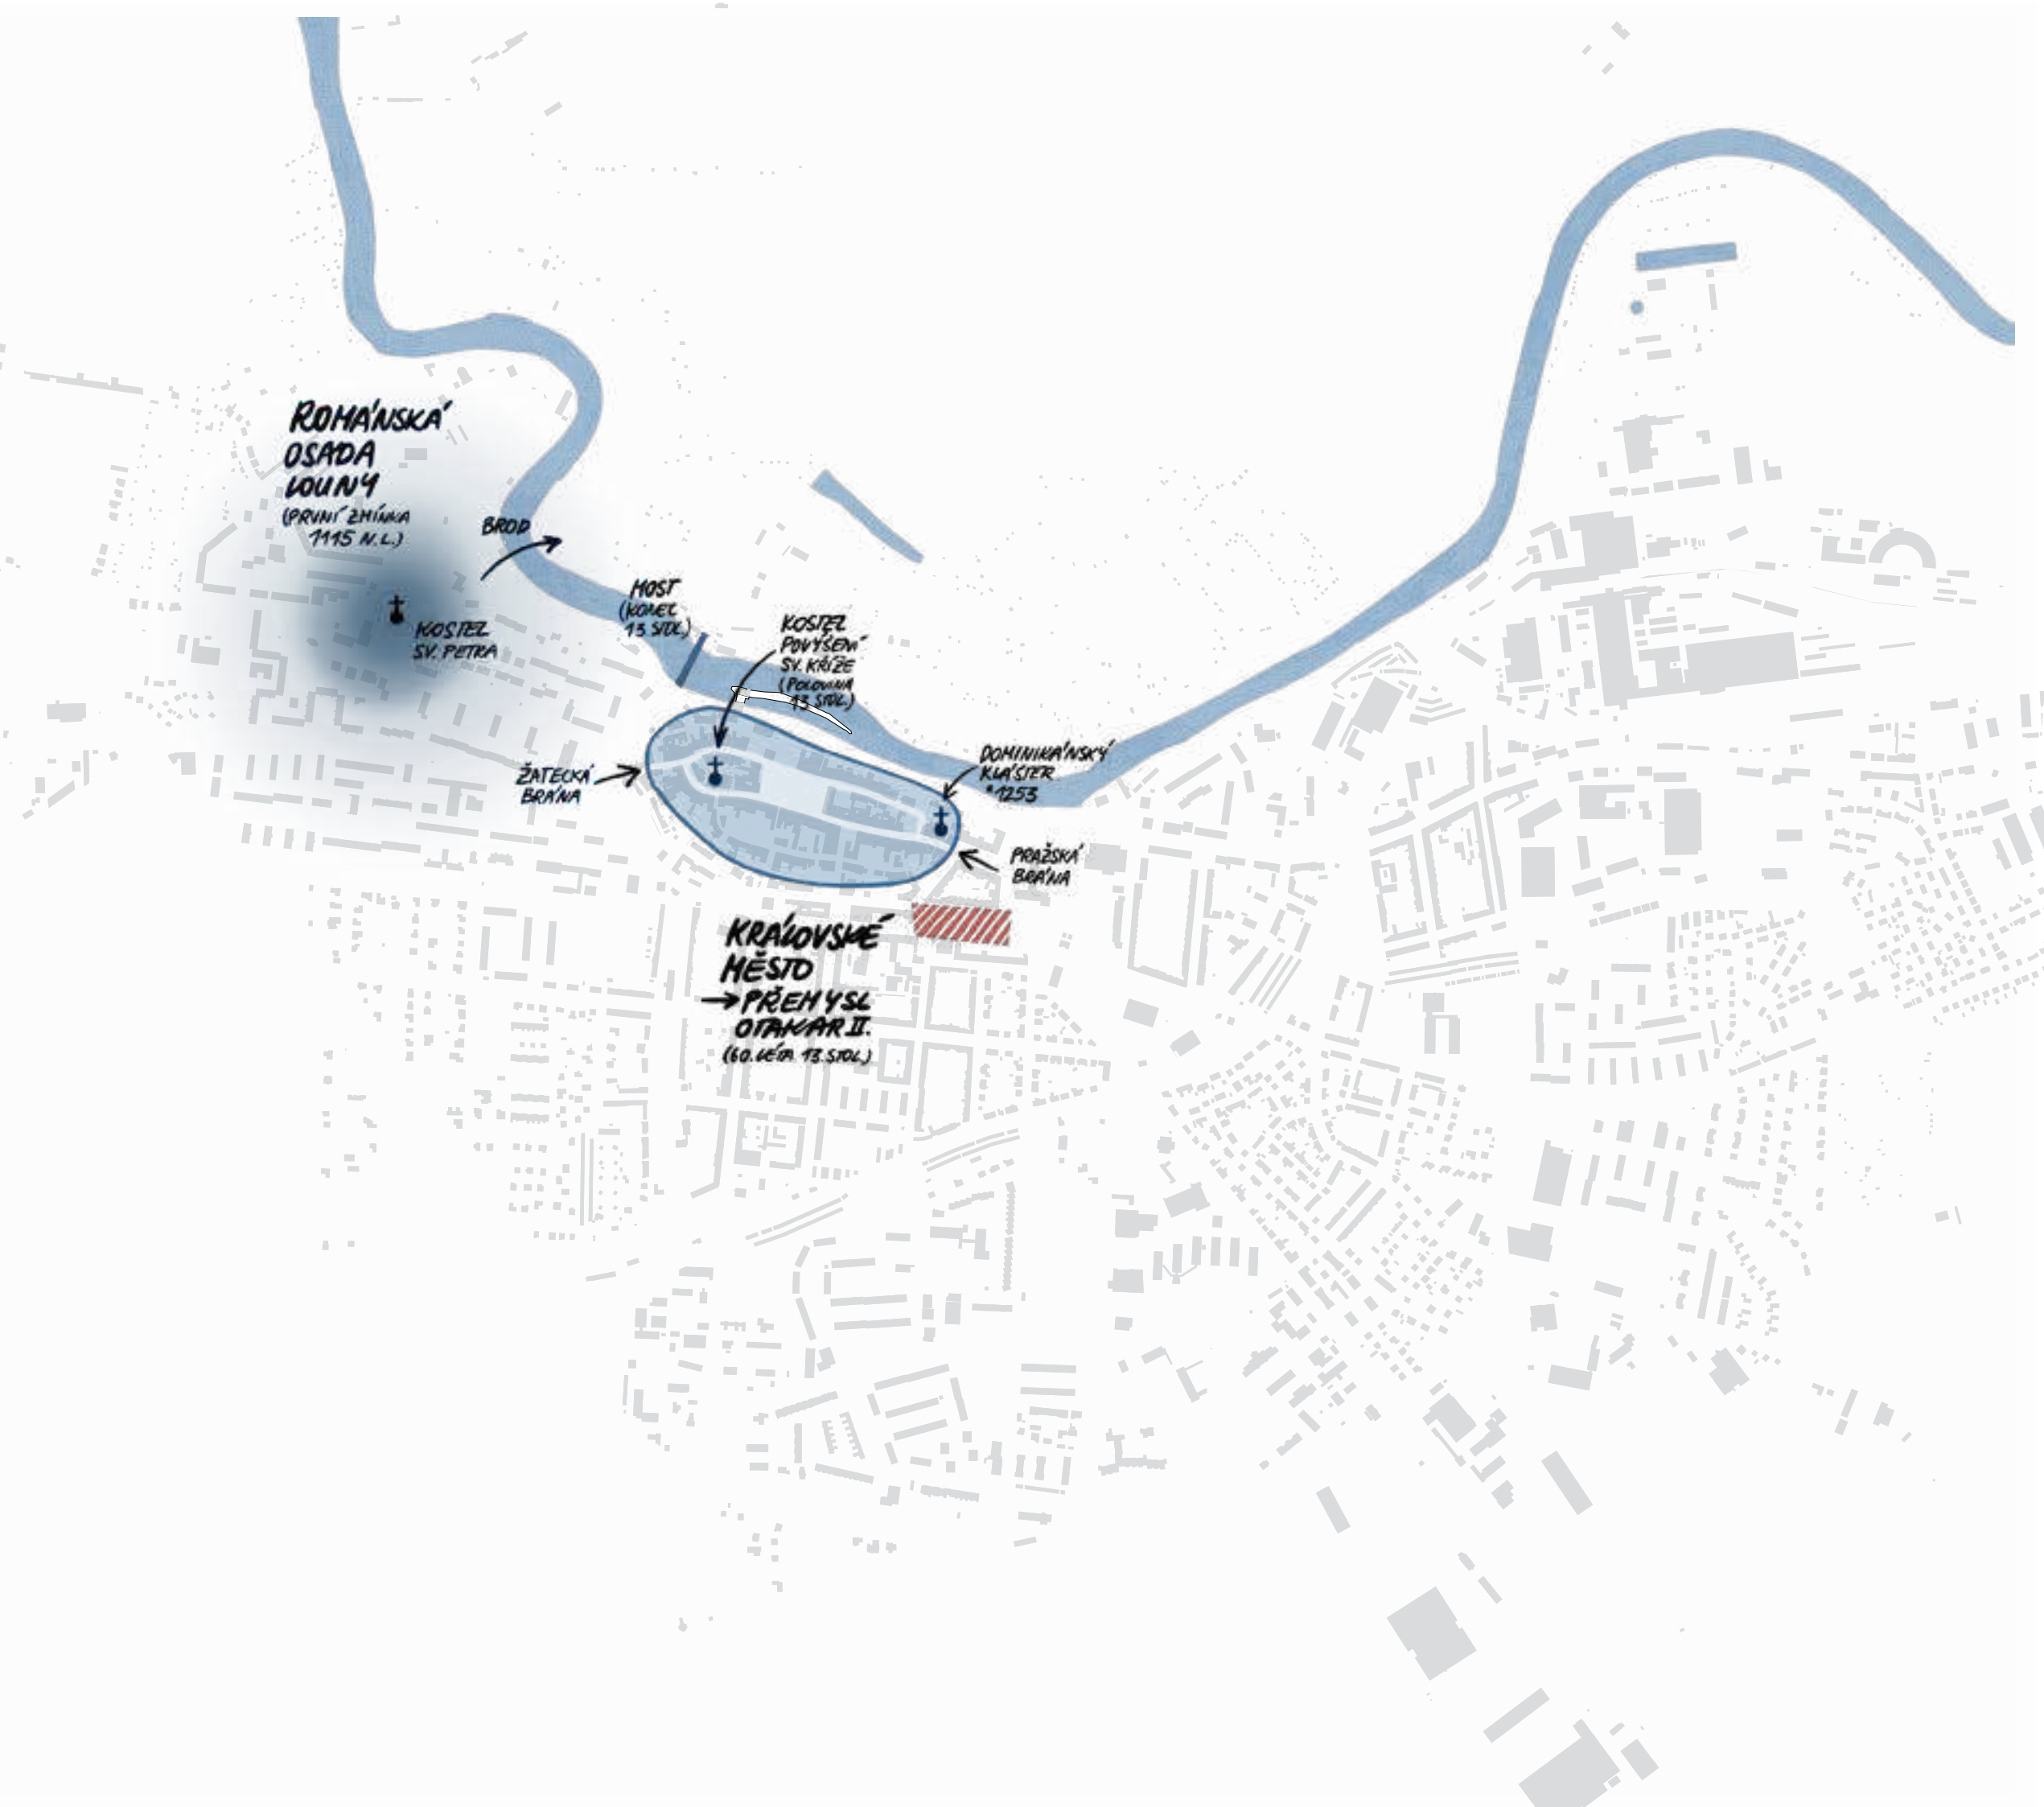 ROMÁNSKÁ
OSADA
LOUNY
(PRVNÍ ZMÍNKA
1115 N.L.)
KOSTEL
SV. PETRA
BROD
MOST
(KONEC
13 STOL.)
KOSTEL
POVÝŠENÍ
SV. KŘÍŽE
(POLOVINA
13 STOL.)
ŽATECKÁ
BRÁNA
DOMINIKÁNSKÝ
KLÁŠTER
*1253
PRAŽSKÁ
BRÁNA
KRÁLOVSKÉ
MĚSTO
→ PŘEMYSL
OTAKAR II.
(60. LÉTA 13 STOL.)